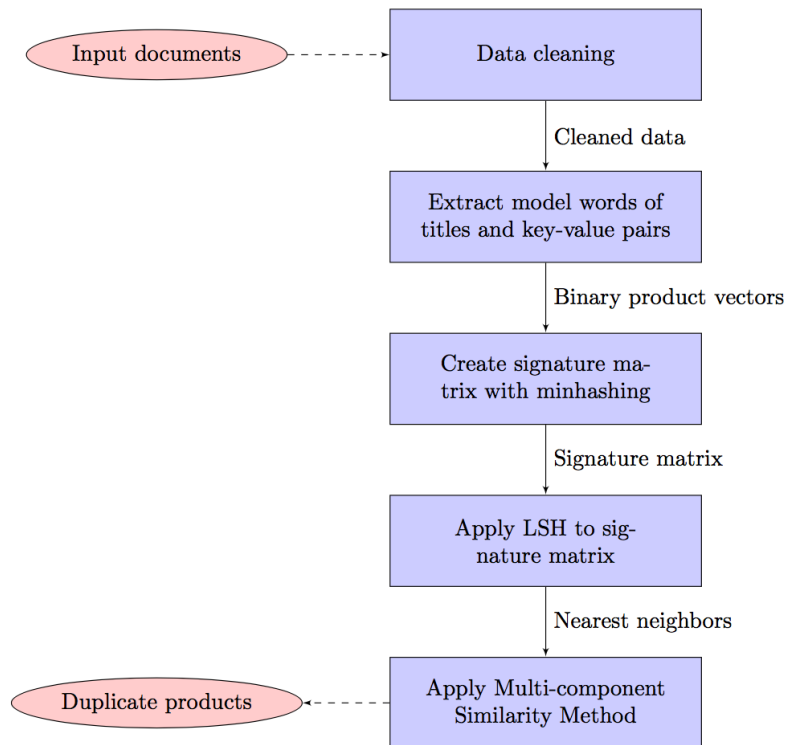 Input documents
Data cleaning
Cleaned data
Extract model words of
titles and key-value pairs
Binary product vectors
Create signature ma-
trix with minhashing
Signature matrix
Apply LSH to sig-
nature matrix
Nearest neighbors
Duplicate products
Apply Multi-component
Similarity Method